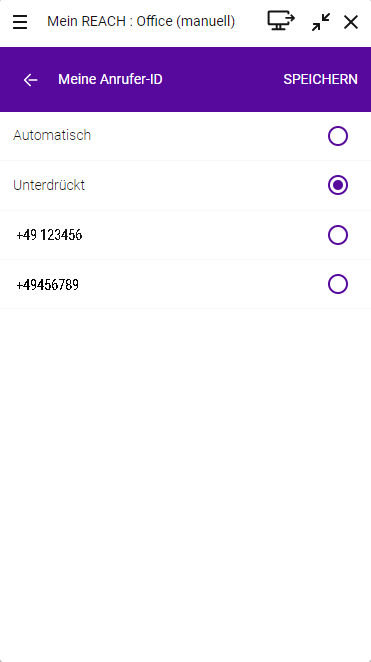 Mein REACH : Office (manuell)
Meine Anrufer-ID SPEICHERN
Automatisch
Unterdrückt
+49 123456
+49456789